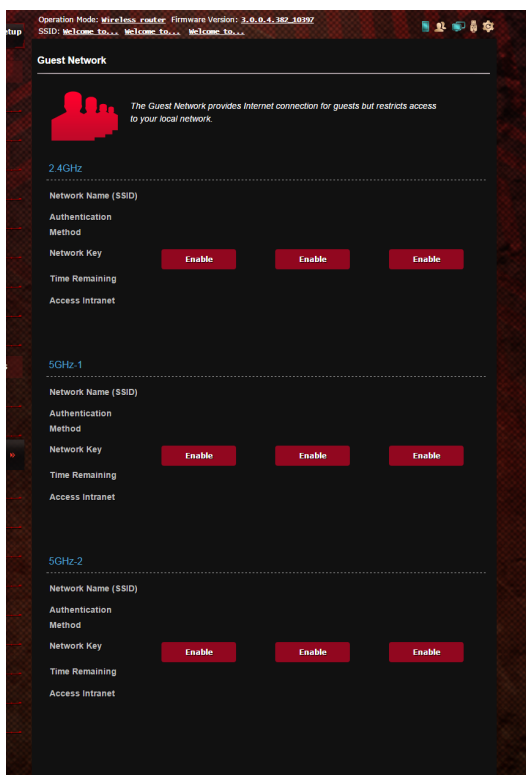 Operation Mode: Wireless router Firmware Version: 3.0.0.4.382_10397
SSID: Welcome to... Welcome to... Welcome to...
Guest Network
The Guest Network provides Internet connection for guests but restricts access
to your local network.
2.4GHz
Network Name (SSID)
Authentication
Method
Network Key
Enable Enable Enable
Time Remaining
Access Intranet
5GHz-1
Network Name (SSID)
Authentication
Method
Network Key
Enable Enable Enable
Time Remaining
Access Intranet
5GHz-2
Network Name (SSID)
Authentication
Method
Network Key
Enable Enable Enable
Time Remaining
Access Intranet